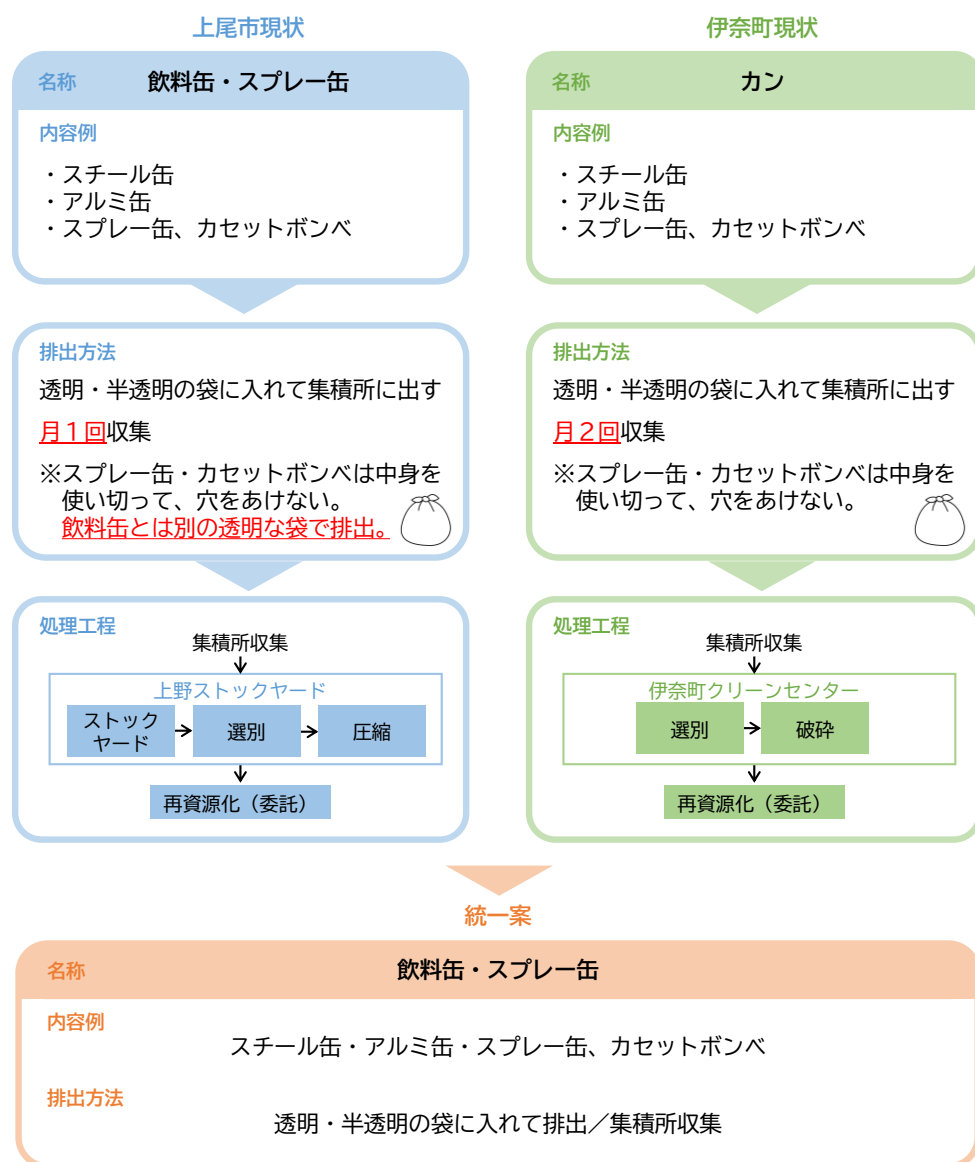 上尾市現状
名称 飲料缶・スプレー缶
内容例
・スチール缶
・アルミ缶
・スプレー缶、カセットボンベ
排出方法
透明・半透明の袋に入れて集積所に出す
月１回収集
※スプレー缶・カセットボンベは中身を
使い切って、穴をあけない。
飲料缶とは別の透明な袋で排出。
処理工程
集積所収集
上野ストックヤード
ストック
ヤード
選別
圧縮
再資源化（委託）
伊奈町現状
名称 カン
内容例
・スチール缶
・アルミ缶
・スプレー缶、カセットボンベ
排出方法
透明・半透明の袋に入れて集積所に出す
月２回収集
※スプレー缶・カセットボンベは中身を
使い切って、穴をあけない。
処理工程
集積所収集
伊奈町クリーンセンター
選別
破砕
再資源化（委託）
統一案
名称 飲料缶・スプレー缶
内容例
スチール缶・アルミ缶・スプレー缶、カセットボンベ
排出方法
透明・半透明の袋に入れて排出／集積所収集